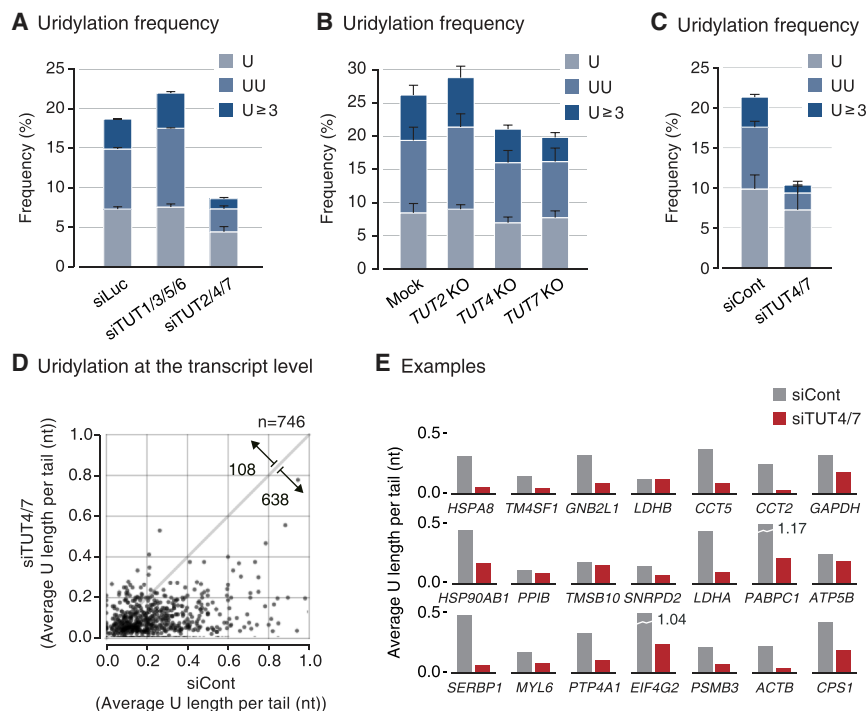 A Uridylation frequency
U
UU
U ≥ 3
Frequency (%)
25
20
15
10
5
0
siLuc
siTUT1/3/5/6
siTUT2/4/7
B Uridylation frequency
U
UU
U ≥ 3
Frequency (%)
30
25
20
15
10
5
0
Mock
TUT2 KO
TUT4 KO
TUT7 KO
C Uridylation frequency
U
UU
U ≥ 3
Frequency (%)
25
20
15
10
5
0
siCont
siTUT4/7
D Uridylation at the transcript level
n=746
108
638
siTUT4/7
(Average U length per tail (nt))
1.0
0.8
0.6
0.4
0.2
0.0
0.0 0.2 0.4 0.6 0.8 1.0
siCont
(Average U length per tail (nt))
E Examples
siCont
siTUT4/7
Average U length per tail (nt)
0.5
0.0
HSPA8 TM4SF1 GNB2L1 LDHB CCT5 CCT2 GAPDH
0.5
1.17
0.0
HSP90AB1 PPIB TMSB10 SNRPD2 LDHA PABPC1 ATP5B
0.5
1.04
0.0
SERBP1 MYL6 PTP4A1 EIF4G2 PSMB3 ACTB CPS1